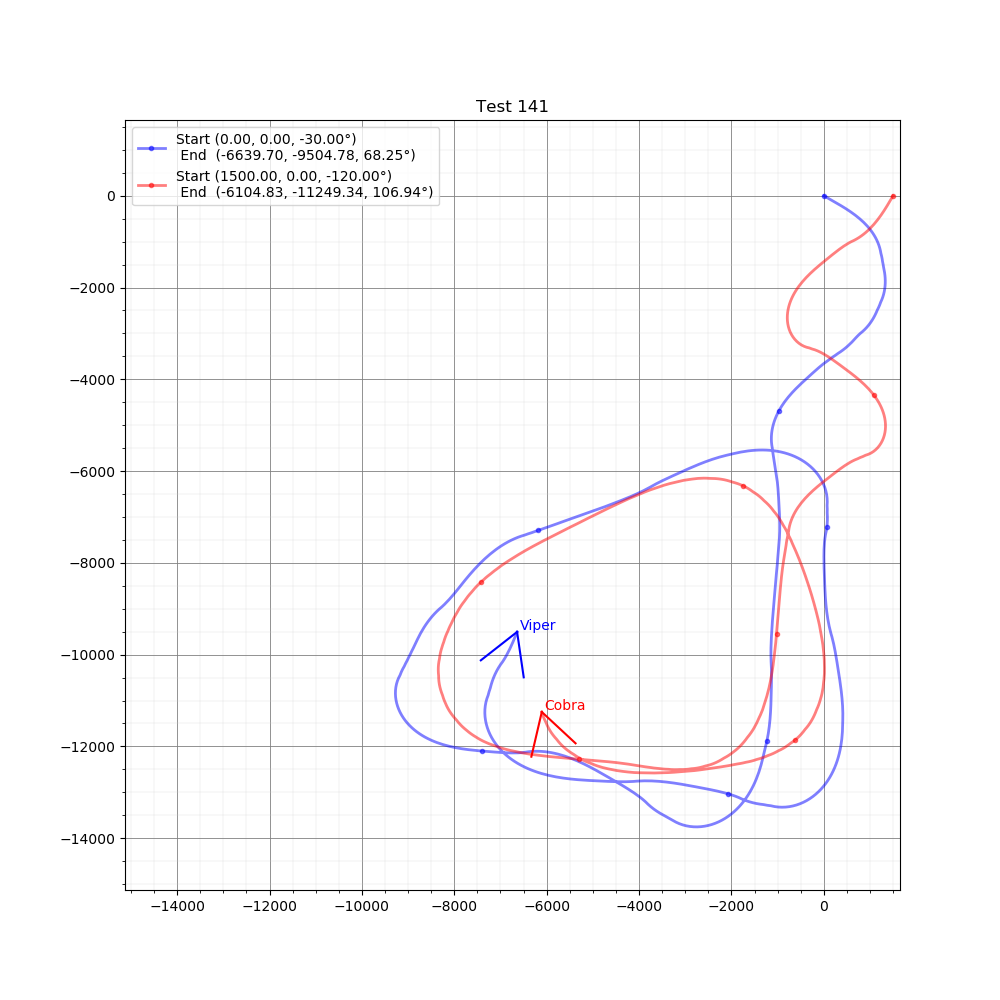 Test 141
Start (0.00, 0.00, -30.00°)
End (-6639.70, -9504.78, 68.25°)
Start (1500.00, 0.00, -120.00°)
End (-6104.83, -11249.34, 106.94°)
0
−2000
−4000
−6000
−8000
−10000
−12000
−14000
Viper
Cobra
−14000 −12000 −10000 −8000 −6000 −4000 −2000 0